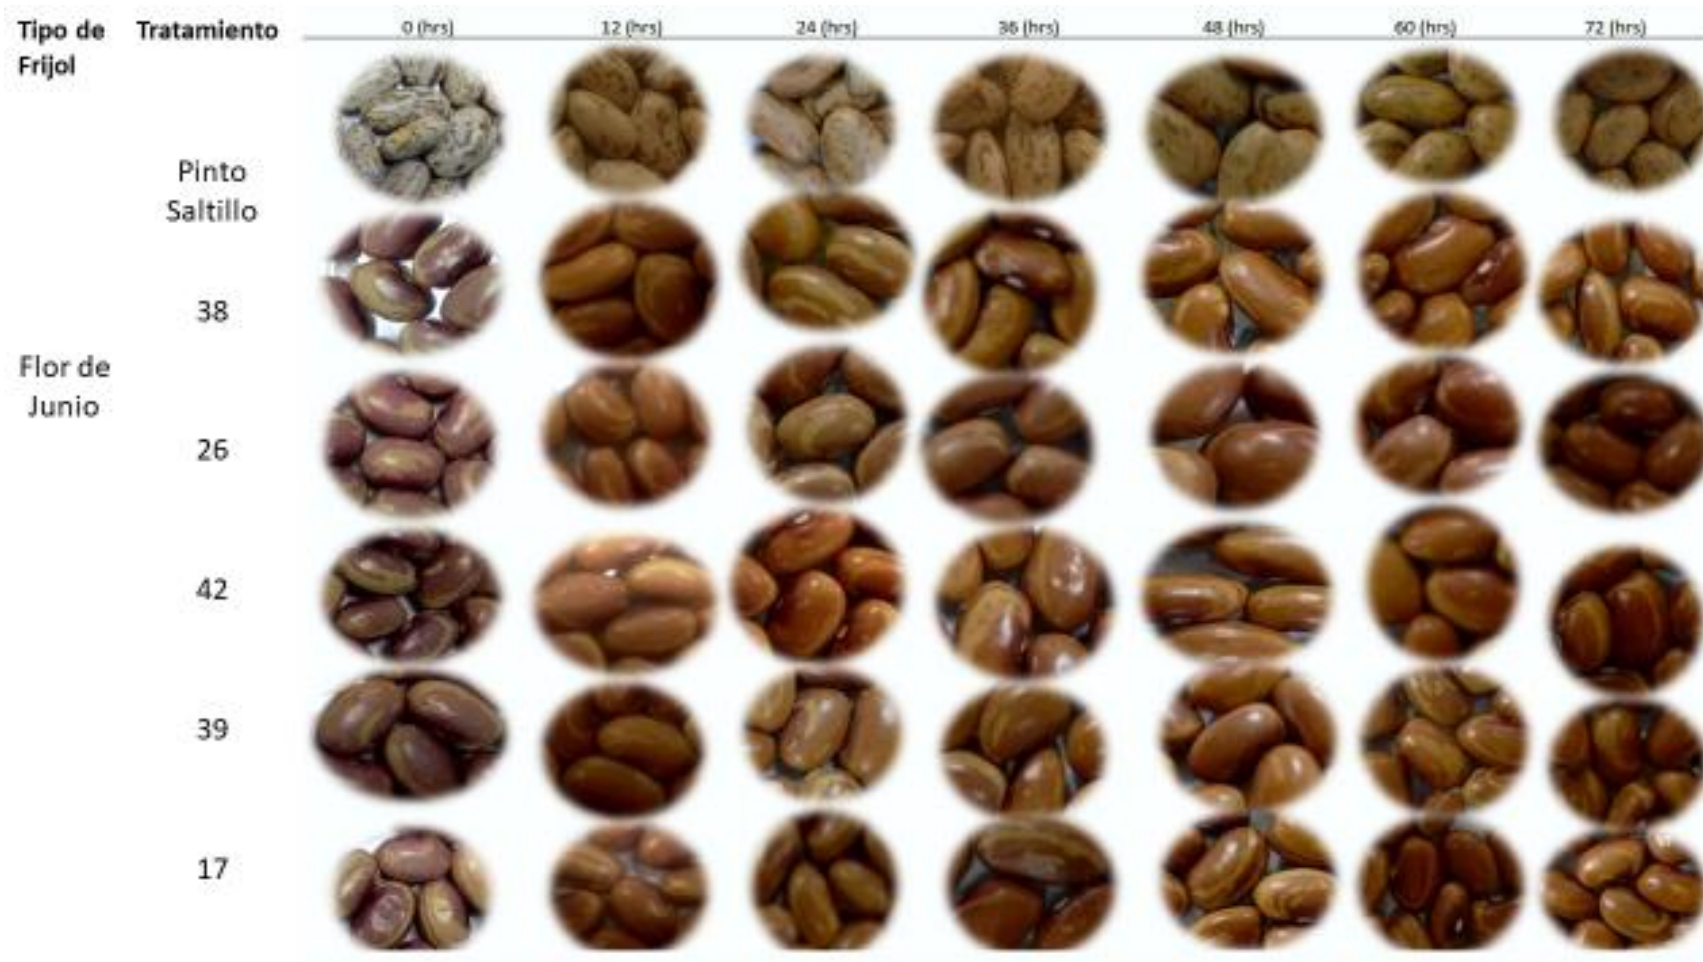 Tipo de Frijol
Tratamiento
0 (hrs) 12 (hrs) 24 (hrs) 36 (hrs) 48 (hrs) 60 (hrs) 72 (hrs)
Pinto
Saltillo
38
Flor de
Junio
26
42
39
17